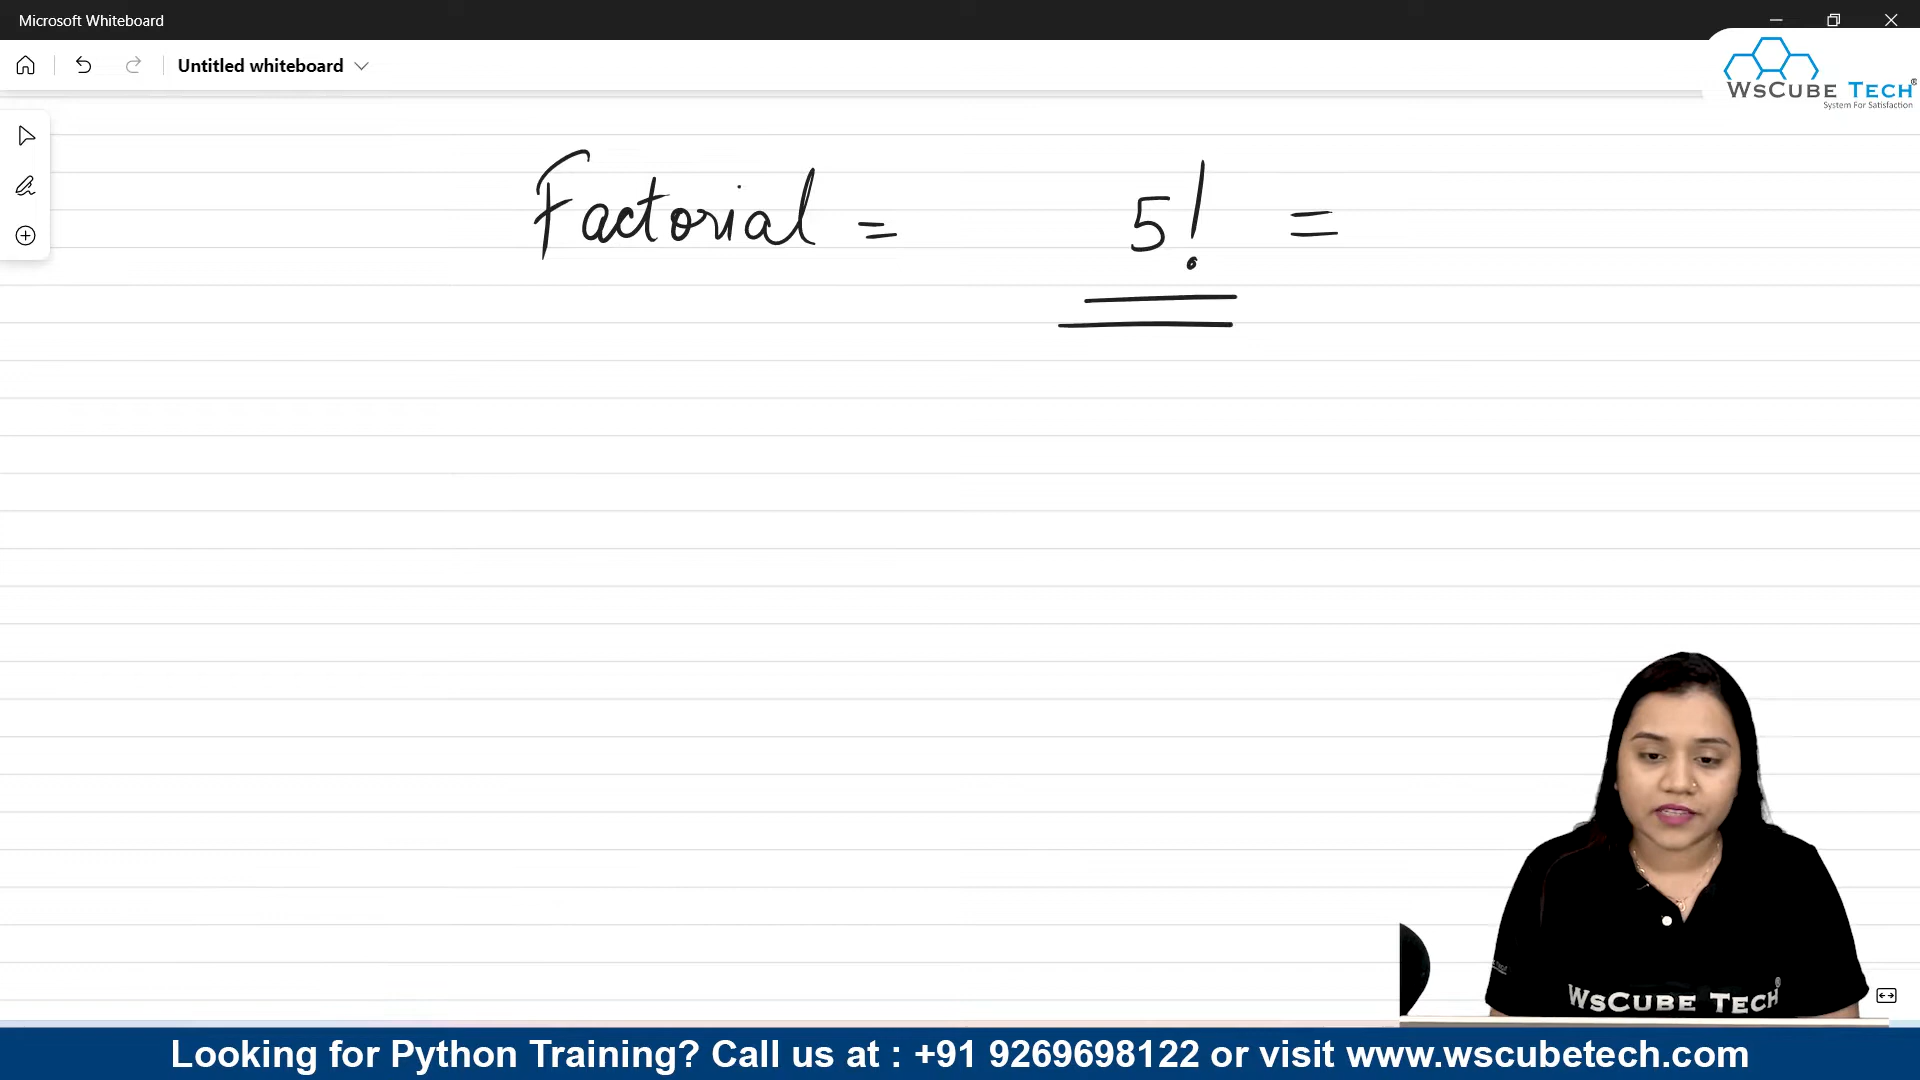 Microsoft Whiteboard
Untitled whiteboard
WsCube Tech®
System For Satisfaction
Factorial = 5! =
WsCube Tech®
Looking for Python Training? Call us at : +91 9269698122 or visit www.wscubetech.com